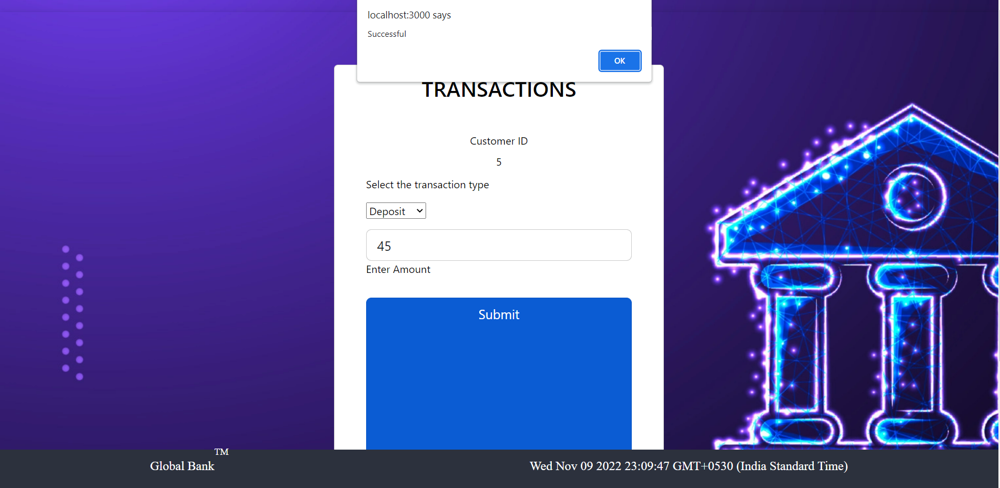 localhost:3000 says
Successful
OK
TRANSACTIONS
Customer ID
5
Select the transaction type
Deposit
45
Enter Amount
Submit
Global Bank TM
Wed Nov 09 2022 23:09:47 GMT+0530 (India Standard Time)